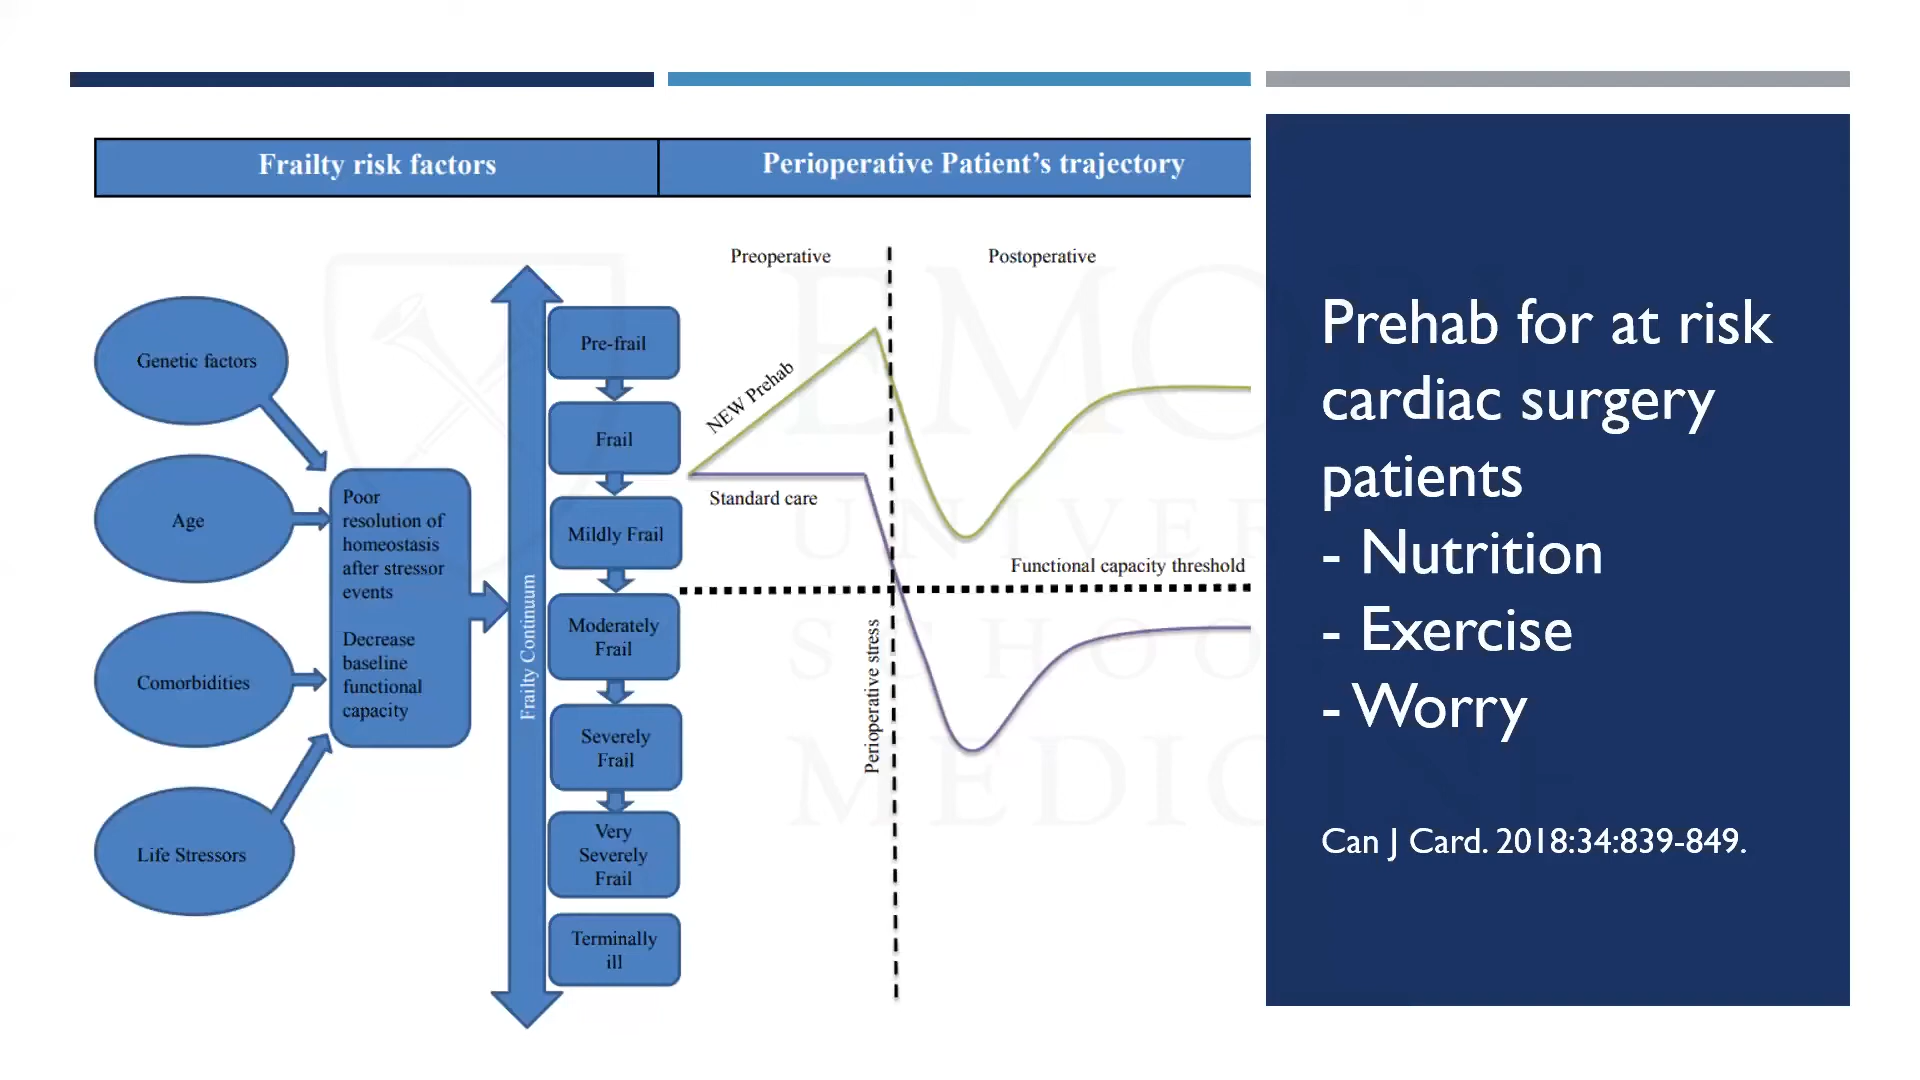 Frailty risk factors
Perioperative Patient's trajectory
Genetic factors
Age
Comorbidities
Life Stressors
Poor
resolution of
homeostasis
after stressor
events
Decrease
baseline
functional
capacity
Frailty Continuum
Pre-frail
Frail
Mildly Frail
Moderately
Frail
Severely
Frail
Very
Severely
Frail
Terminally
ill
Preoperative
Postoperative
NEW Prehab
Standard care
Functional capacity threshold
Perioperative stress
Prehab for at risk
cardiac surgery
patients
- Nutrition
- Exercise
- Worry
Can J Card. 2018:34:839-849.